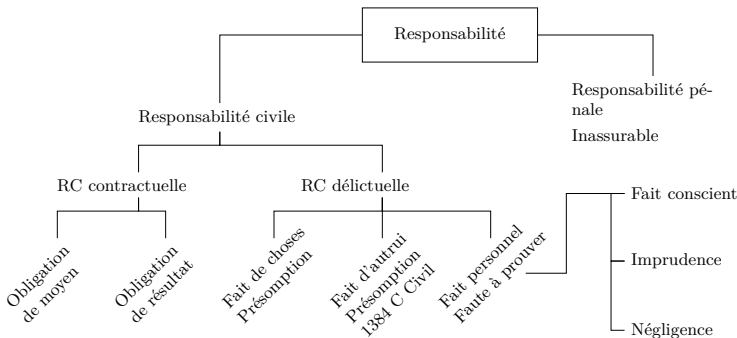 Responsabilité
Responsabilité pé-
nale
Inassurable
Responsabilité civile
RC contractuelle
RC délictuelle
Obligation
de moyen
Obligation
de résultat
Fait de choses
Présomption
Fait d'autrui
Présomption
1384 C Civil
Fait personnel
Faute à prouver
Fait conscient
Imprudence
Négligence